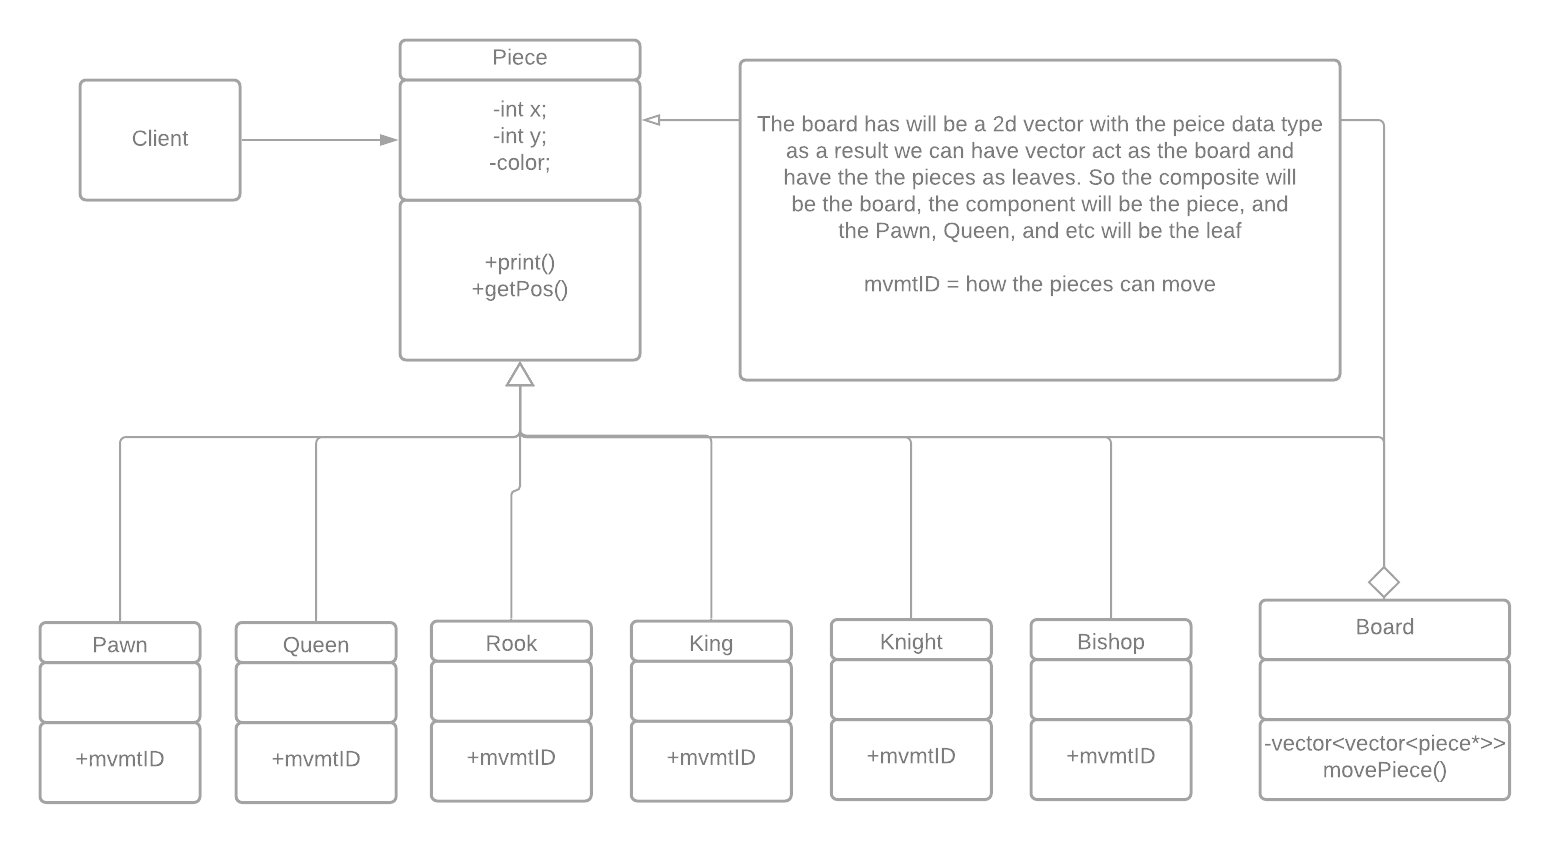 Piece
Client
-int x;
-int y;
-color;
+print()
+getPos()
The board has will be a 2d vector with the peice data type
as a result we can have vector act as the board and
have the the pieces as leaves. So the composite will
be the board, the component will be the piece, and
the Pawn, Queen, and etc will be the leaf
mvmtID = how the pieces can move
Pawn
+mvmtID
Queen
+mvmtID
Rook
+mvmtID
King
+mvmtID
Knight
+mvmtID
Bishop
+mvmtID
Board
-vector<vector<piece*>>
movePiece()